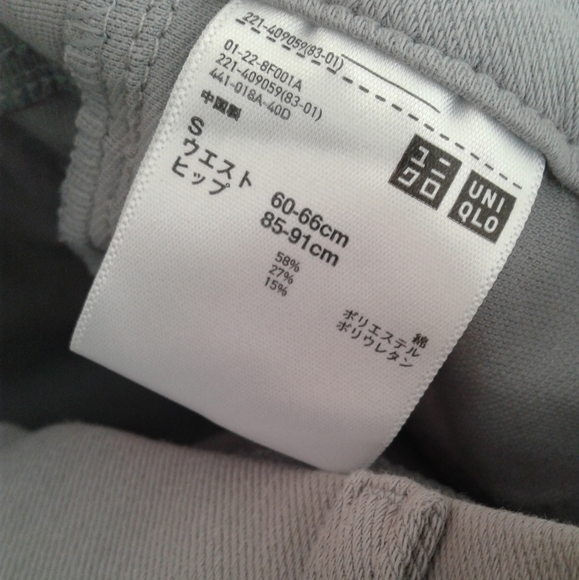 221-409059(83-01)
01-22-8F001A
221-409059(83-01)
441-018A-40D
中国製
ユニ
クロ
UNI
QLO
S
ウエスト 60-66cm
ヒップ 85-91cm
58% 綿
27% ポリエステル
15% ポリウレタン